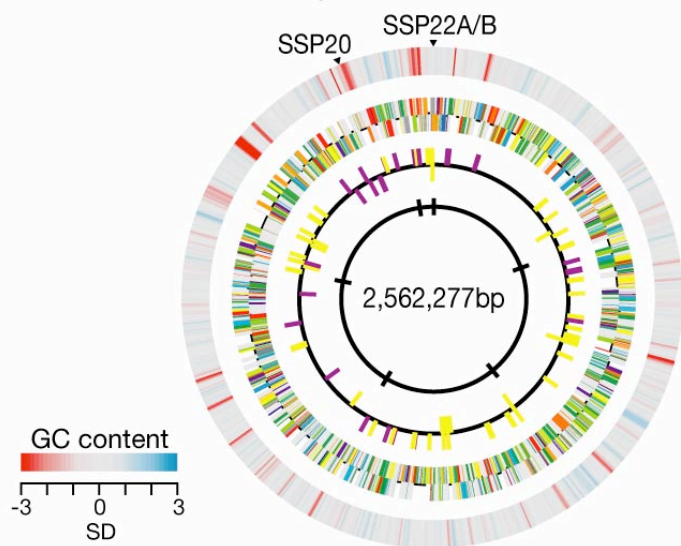 SSP22A/B
SSP20
2,562,277bp
GC content
-3 0 3
SD